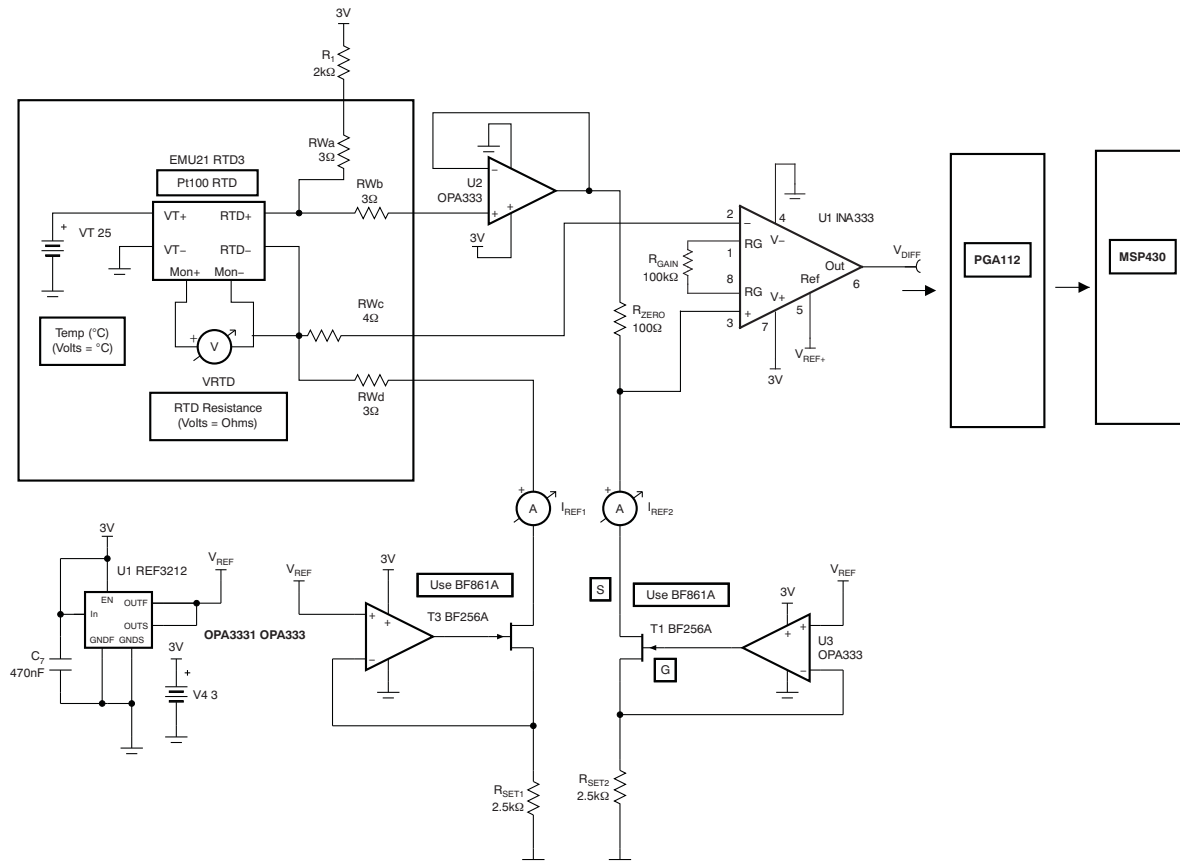 3V
R1
2kΩ
RWa
3Ω
EMU21 RTD3
Pt100 RTD
VT+
RTD+
VT−
RTD−
Mon+ Mon−
+
VT 25
RWb
3Ω
RWc
4Ω
RWd
3Ω
+
V
VRTD
Temp (°C)
(Volts = °C)
RTD Resistance
(Volts = Ohms)
U2
OPA333
−
+
+
3V
RGAIN
100kΩ
RZERO
100Ω
2
−
4
V−
U1 INA333
RG
1
8
RG
Out
6
Ref
5
V+
7
+
3
VREF+
3V
VDIFF
PGA112
MSP430
+
A
IREF1
+
A
IREF2
3V
U1 REF3212
EN
In
OUTF
OUTS
GNDF GNDS
VREF
C7
470nF
3V
+
V4 3
OPA3331 OPA333
VREF
3V
+
+
−
Use BF861A
T3 BF256A
RSET1
2.5kΩ
S
Use BF861A
T1 BF256A
G
3V
VREF
+
+
−
U3
OPA333
RSET2
2.5kΩ